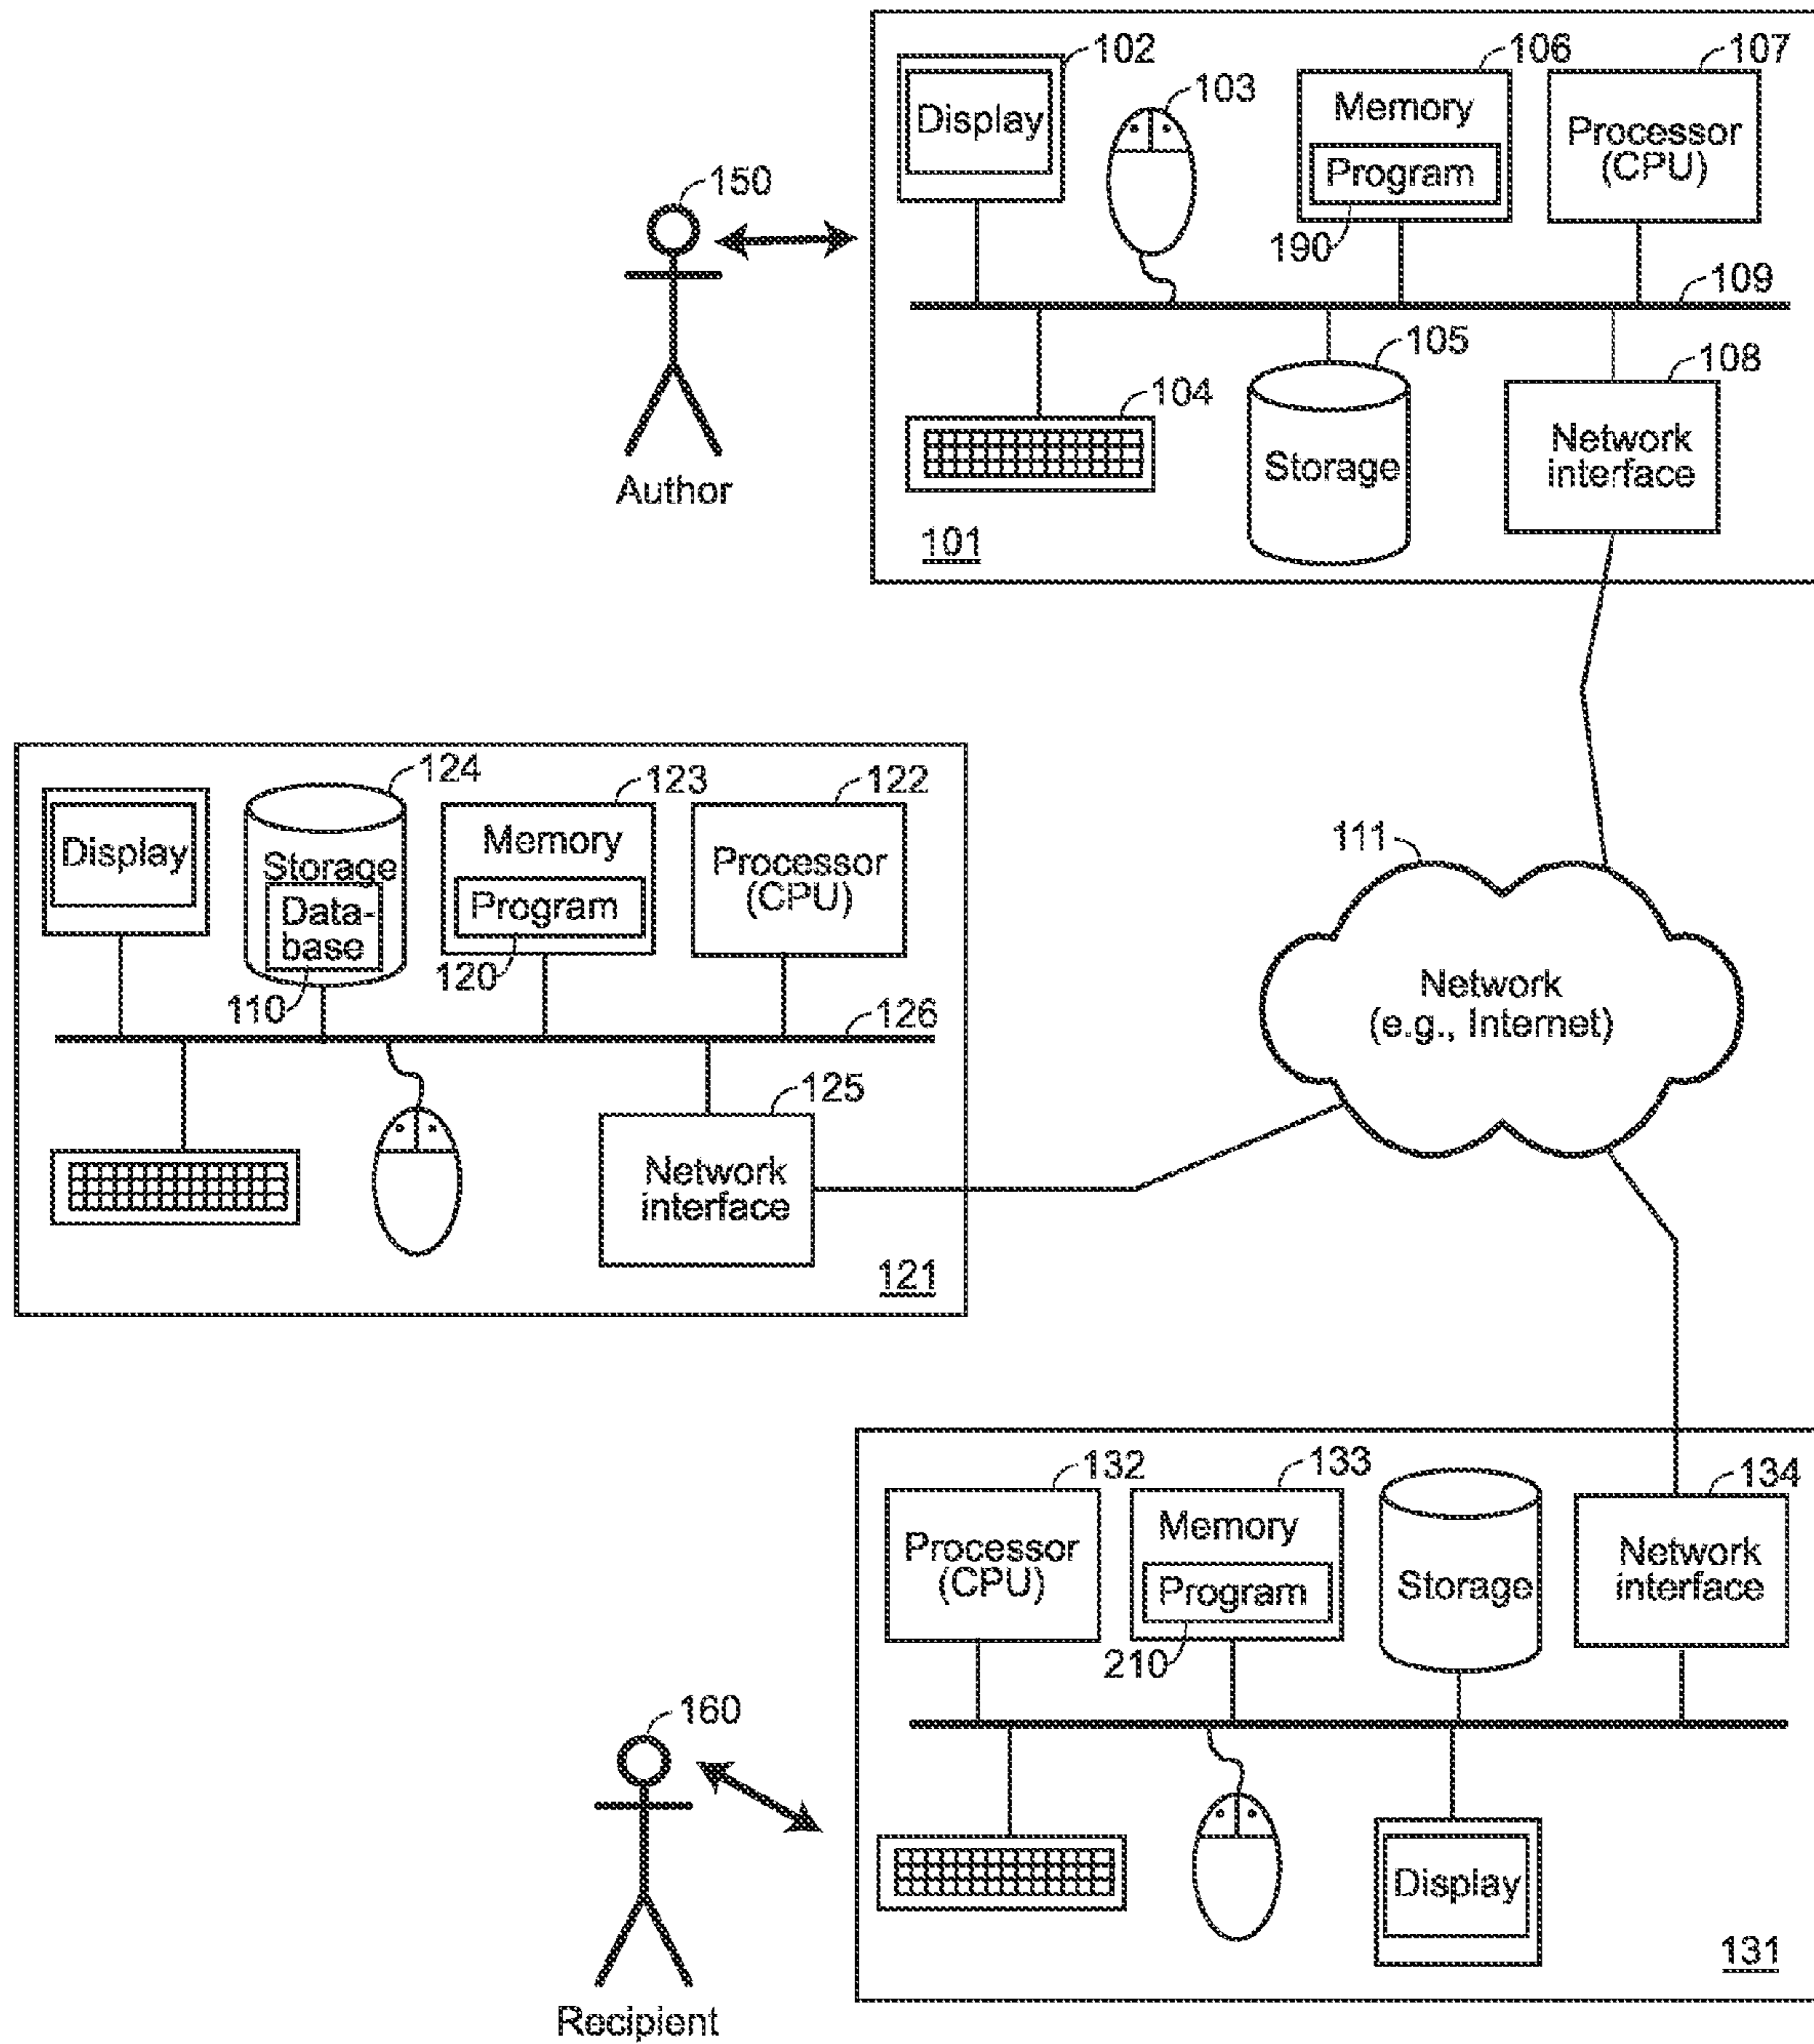 102
103
106
107
Display
Memory
Program
Processor
(CPU)
150
190
109
105
108
104
Storage
Network
interface
Author
101
124
123
122
111
Display
Storage
Data-
base
Memory
Program
Processor
(CPU)
110
120
126
Network
(e.g., Internet)
125
Network
interface
121
132
133
134
Processor
(CPU)
Memory
Program
Storage
Network
interface
210
160
Display
131
Recipient